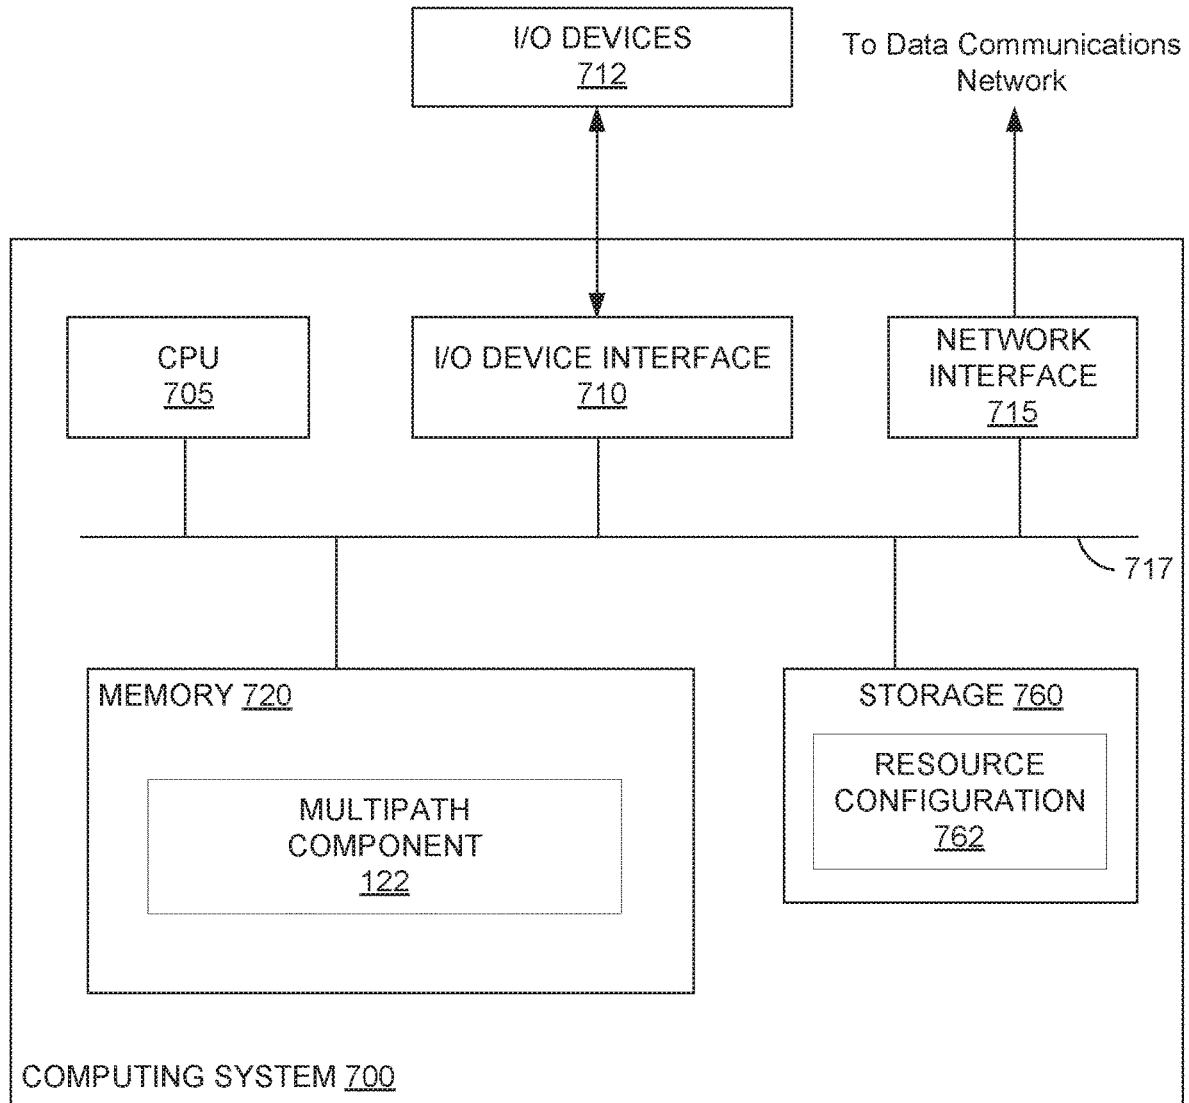 I/O DEVICES
712
To Data Communications
Network
CPU
705
I/O DEVICE INTERFACE
710
NETWORK
INTERFACE
715
717
MEMORY 720
MULTIPATH
COMPONENT
122
STORAGE 760
RESOURCE
CONFIGURATION
762
COMPUTING SYSTEM 700